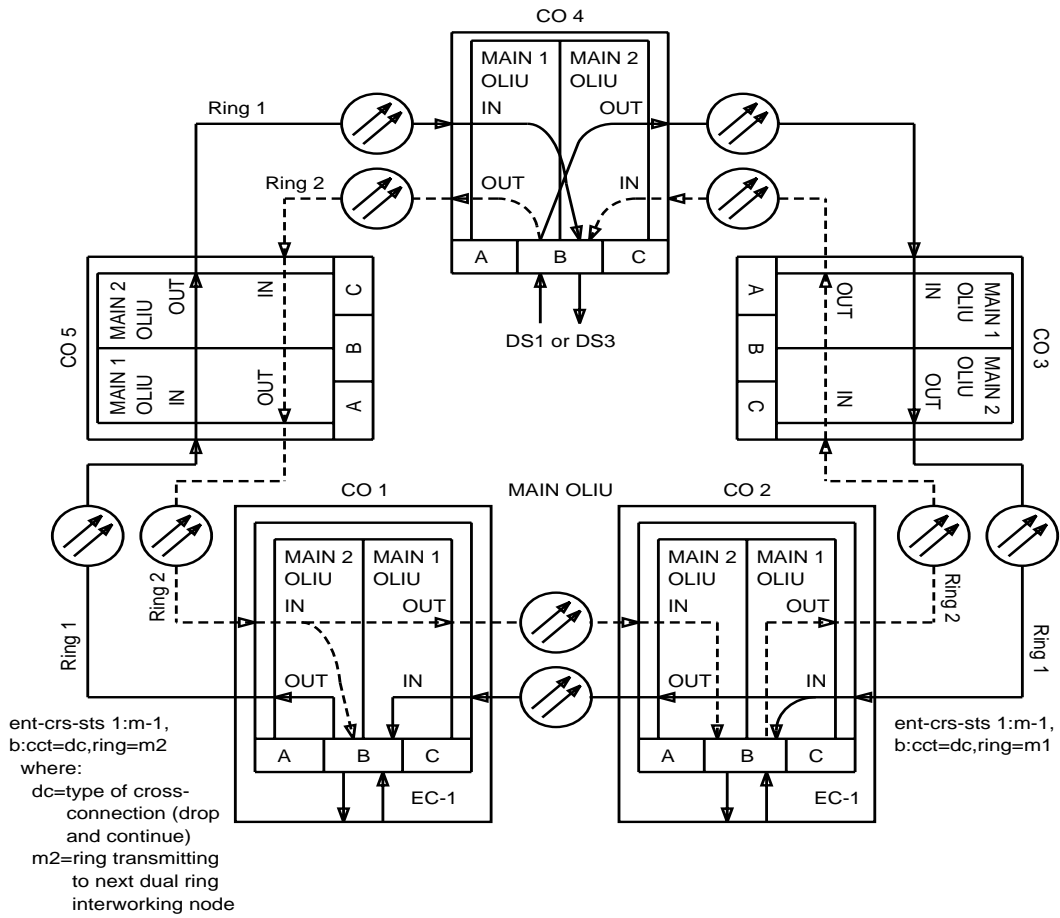 CO 4
MAIN 1 MAIN 2
OLIU OLIU
IN OUT
Ring 1
OUT IN
Ring 2
A B C
DS1 or DS3
CO 5
MAIN 2
OLIU
OUT
IN
MAIN 1
OLIU
IN
OUT
C
B
A
A
B
C
OUT
IN
OLIU
MAIN 1
IN
OUT
OLIU
MAIN 2
CO 3
CO 1
MAIN OLIU
CO 2
MAIN 2 MAIN 1
OLIU OLIU
IN OUT
OUT IN
A B C
EC-1
MAIN 2 MAIN 1
OLIU OLIU
IN OUT
OUT IN
A B C
EC-1
Ring 2
Ring 1
Ring 2
Ring 1
ent-crs-sts 1:m-1,
b:cct=dc,ring=m2
where:
dc=type of cross-
connection (drop
and continue)
m2=ring transmitting
to next dual ring
interworking node
ent-crs-sts 1:m-1,
b:cct=dc,ring=m1